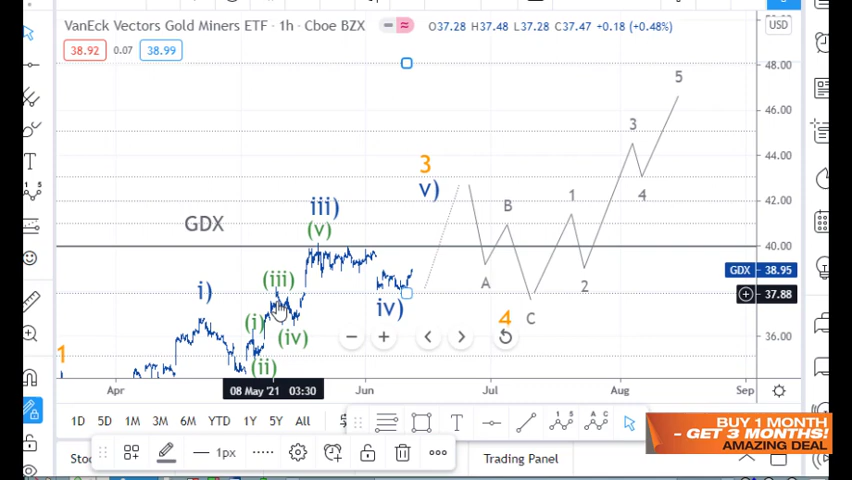 VanEck Vectors Gold Miners ETF · 1h · Cboe BZX
O37.28 H37.48 L37.28 C37.47 +0.18 (+0.48%)
USD
38.92 0.07 38.99
48.00
5
46.00
3
44.00
3
v)
4
42.00
B
1
iii)
GDX
(v)
40.00
GDX 38.95
(iii)
A
2
37.88
i)
iv)
4
C
(i)
(iv)
36.00
1
(ii)
Apr
08 May '21 03:30
Jun
Jul
Aug
Sep
1D 5D 1M 3M 6M YTD 1Y 5Y All
BUY 1 MONTH
- GET 3 MONTHS!
AMAZING DEAL
1px
Trading Panel